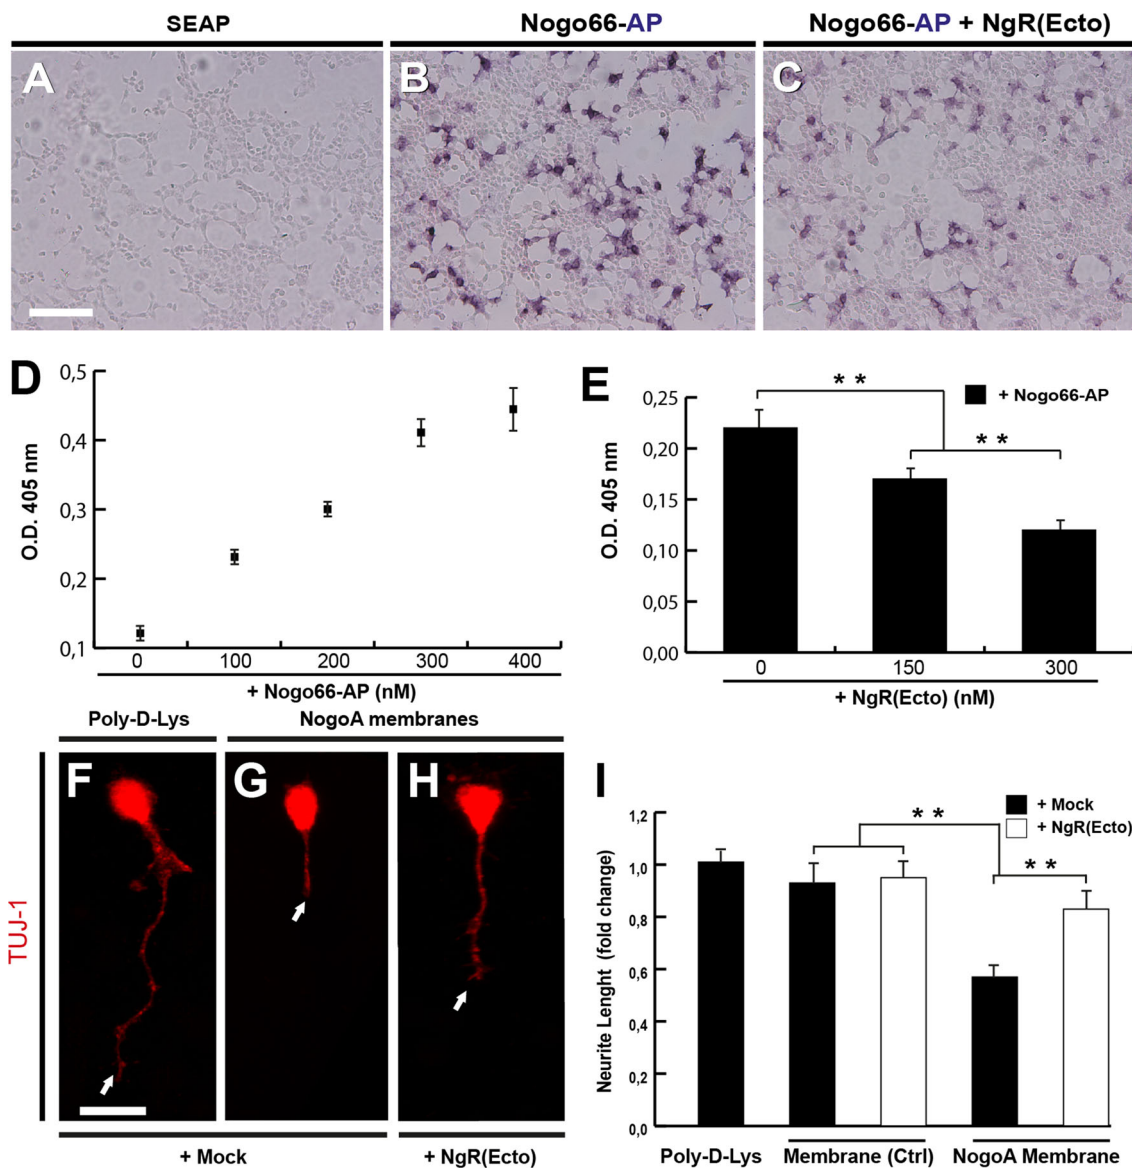 SEAP
Nogo66-AP
Nogo66-AP + NgR(Ecto)
A
B
C
D
0,5
0,4
0,3
0,2
0,1
O.D. 405 nm
0 100 200 300 400
+ Nogo66-AP (nM)
E
* *
+ Nogo66-AP
* *
0,25
0,20
0,15
0,10
0,05
0,00
O.D. 405 nm
0 150 300
+ NgR(Ecto) (nM)
Poly-D-Lys
NogoA membranes
TUJ-1
F
G
H
+ Mock
+ NgR(Ecto)
I
+ Mock
+ NgR(Ecto)
* *
* *
1,2
1,0
0,8
0,6
0,4
0,2
0,0
Neurite Lenght (fold change)
Poly-D-Lys
Membrane (Ctrl)
NogoA Membrane